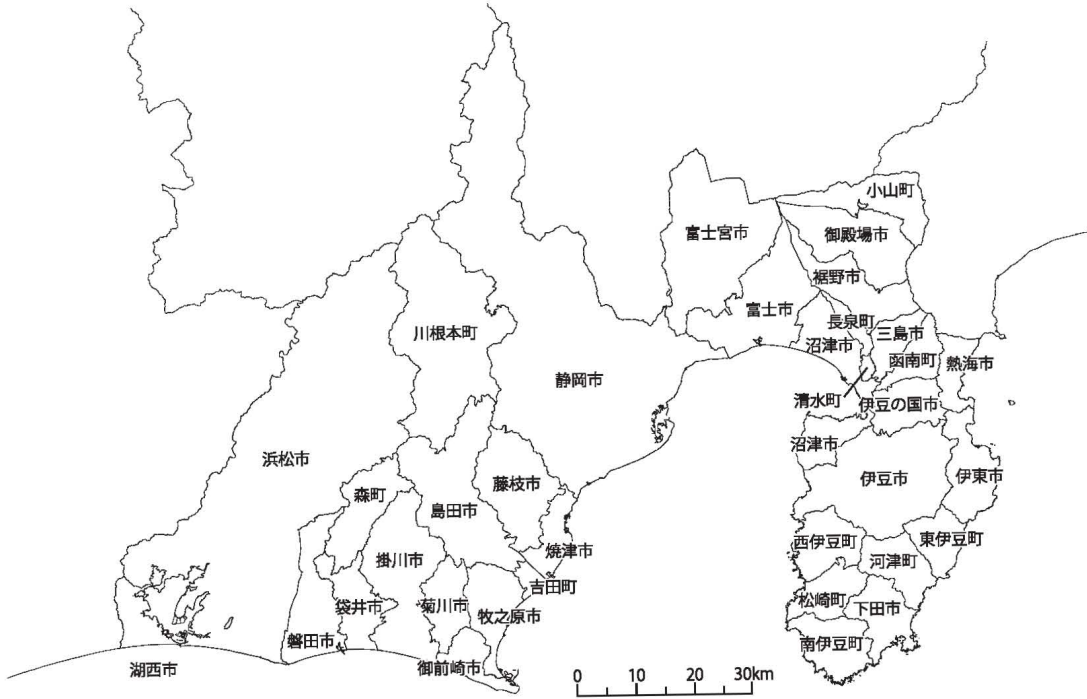 小山町
富士宮市
御殿場市
裾野市
富士市
長泉町
三島市
川根本町
沼津市
函南町
熱海市
静岡市
清水町
伊豆の国市
沼津市
浜松市
伊豆市
伊東市
藤枝市
森町
島田市
西伊豆町
東伊豆町
焼津市
掛川市
河津町
吉田町
松崎町
袋井市
菊川市
下田市
牧之原市
磐田市
南伊豆町
湖西市
御前崎市
0 10 20 30km